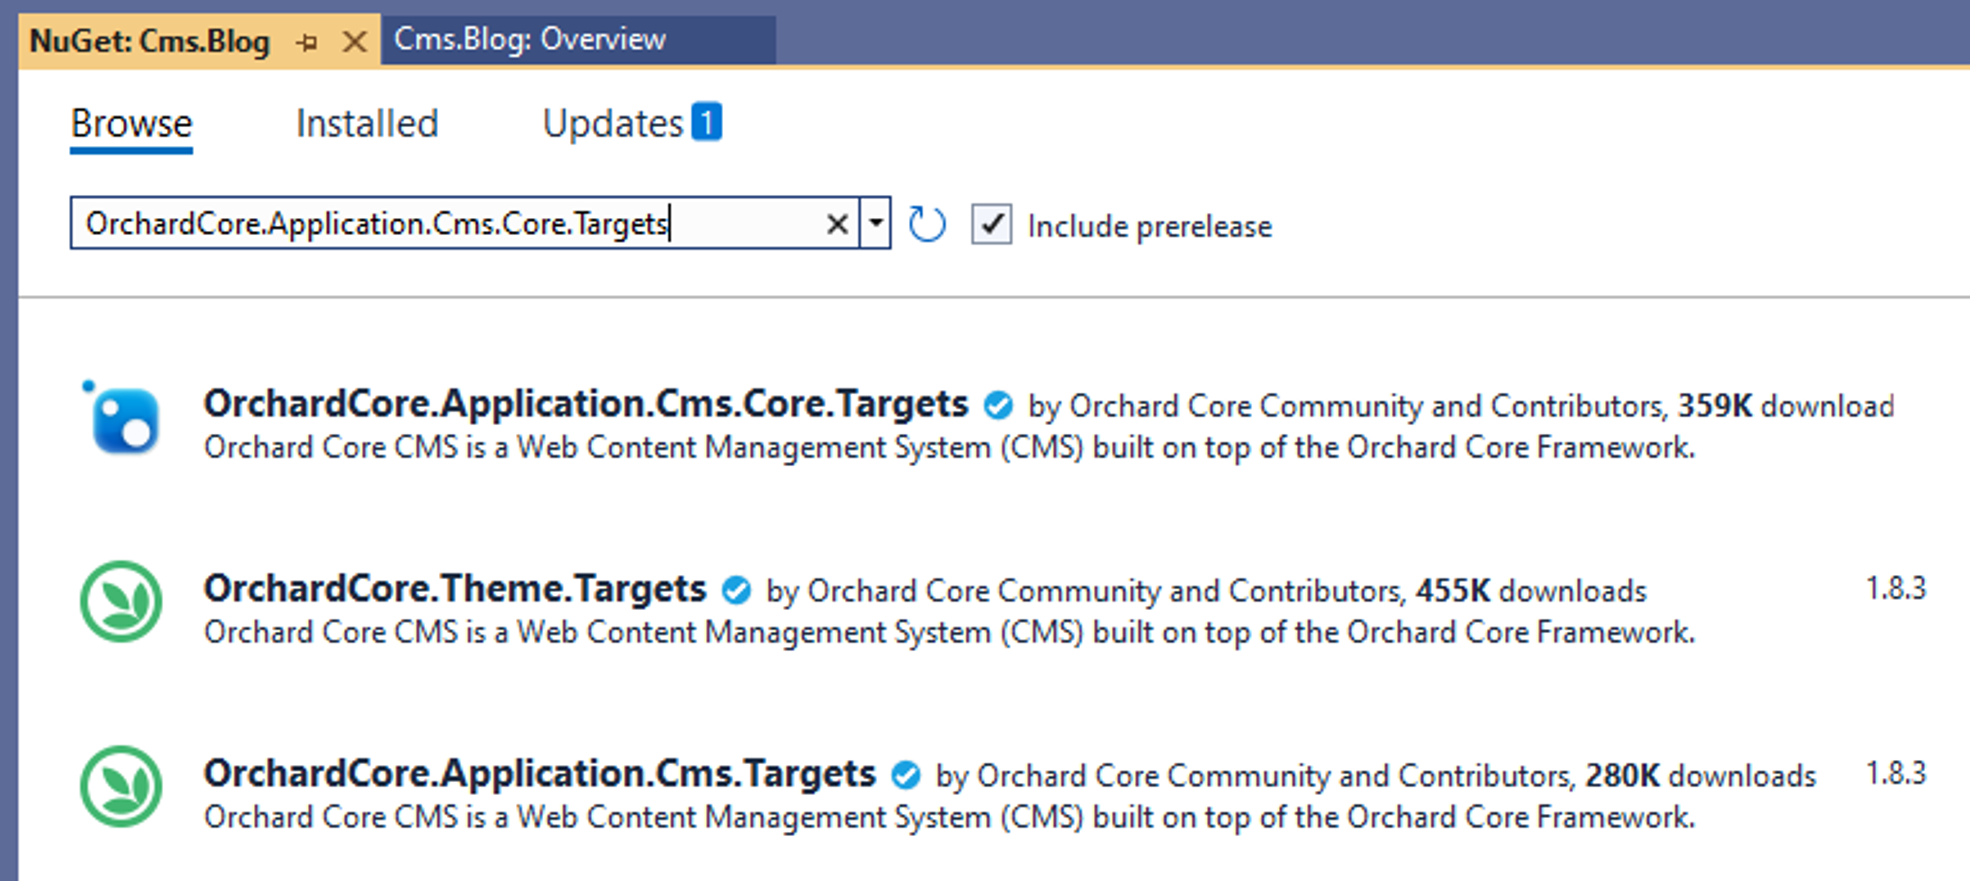 NuGet: Cms.Blog Cms.Blog: Overview
Browse Installed Updates 1
OrchardCore.Application.Cms.Core.Targets Include prerelease
OrchardCore.Application.Cms.Core.Targets by Orchard Core Community and Contributors, 359K download
Orchard Core CMS is a Web Content Management System (CMS) built on top of the Orchard Core Framework.
OrchardCore.Theme.Targets by Orchard Core Community and Contributors, 455K downloads 1.8.3
Orchard Core CMS is a Web Content Management System (CMS) built on top of the Orchard Core Framework.
OrchardCore.Application.Cms.Targets by Orchard Core Community and Contributors, 280K downloads 1.8.3
Orchard Core CMS is a Web Content Management System (CMS) built on top of the Orchard Core Framework.